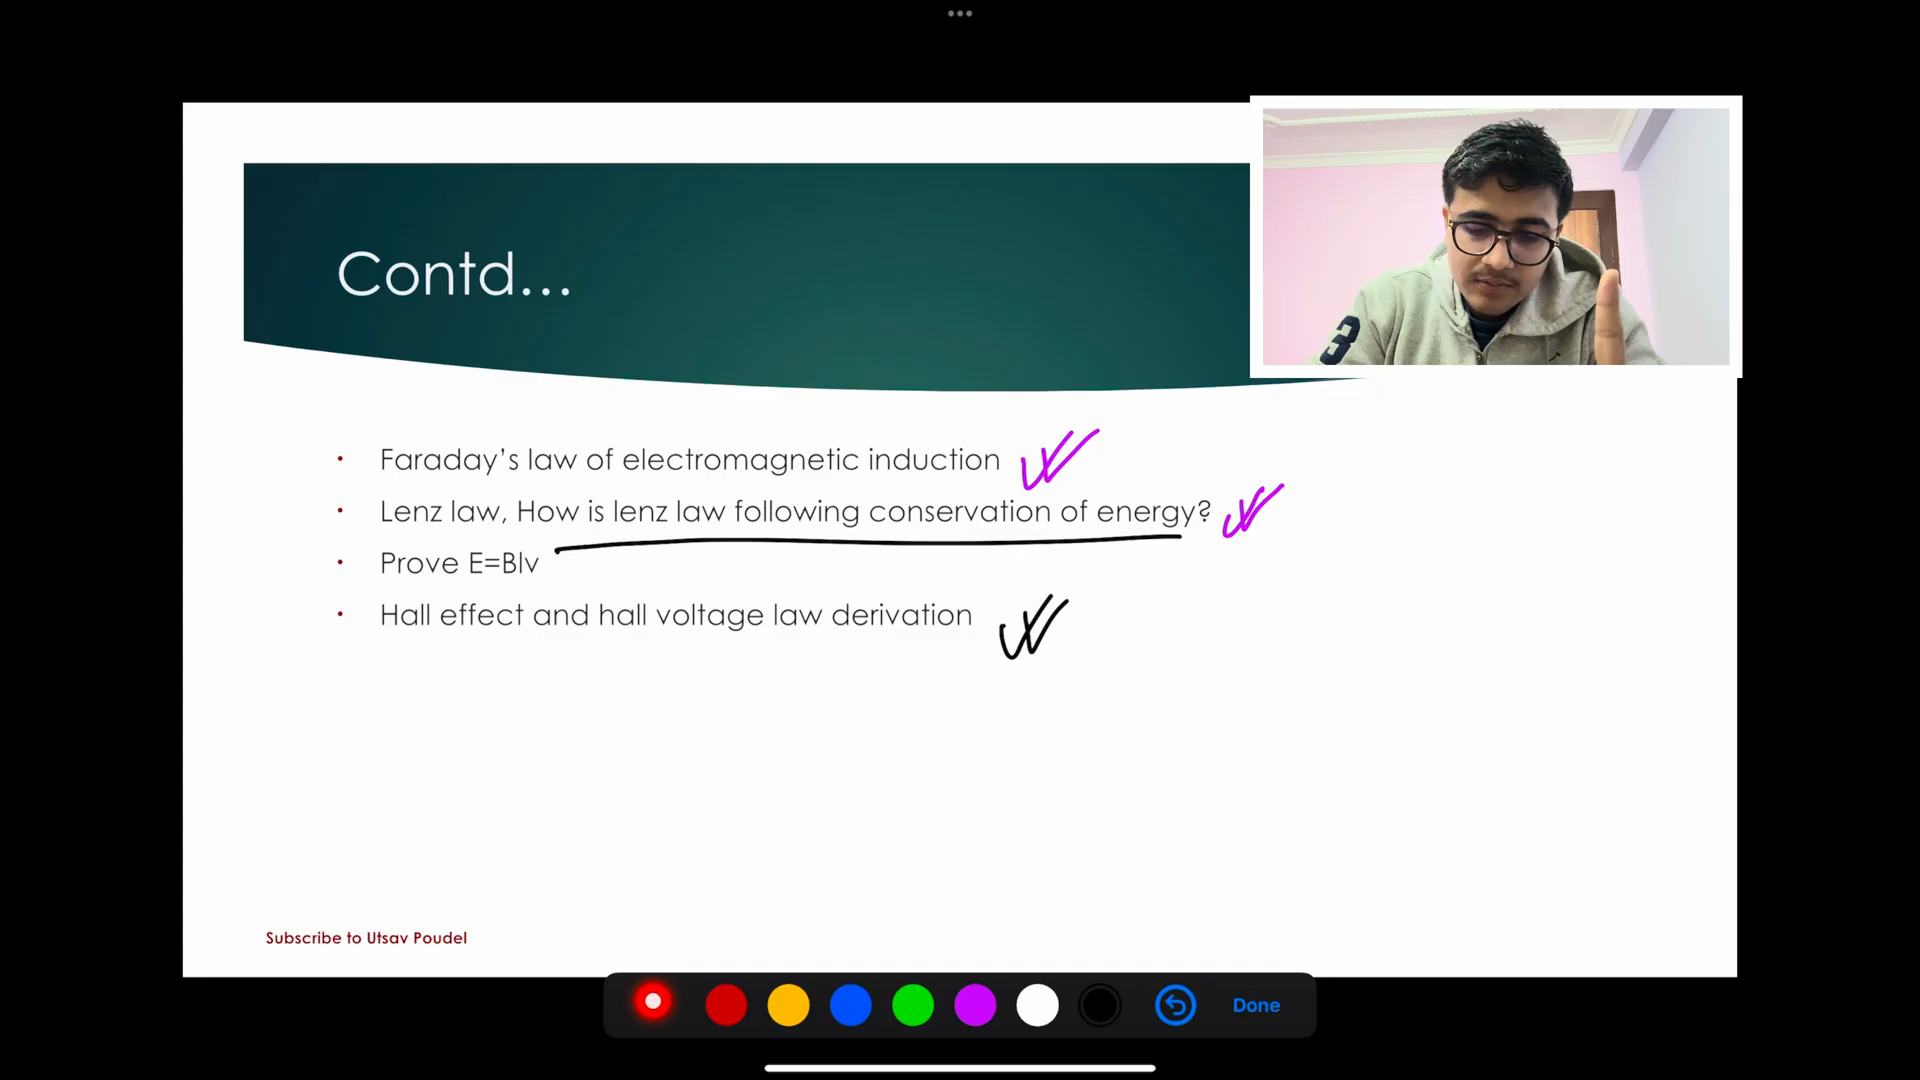 Contd...
3
Faraday's law of electromagnetic induction
Lenz law, How is lenz law following conservation of energy?
Prove E=Blv
Hall effect and hall voltage law derivation
Subscribe to Utsav Poudel
Done